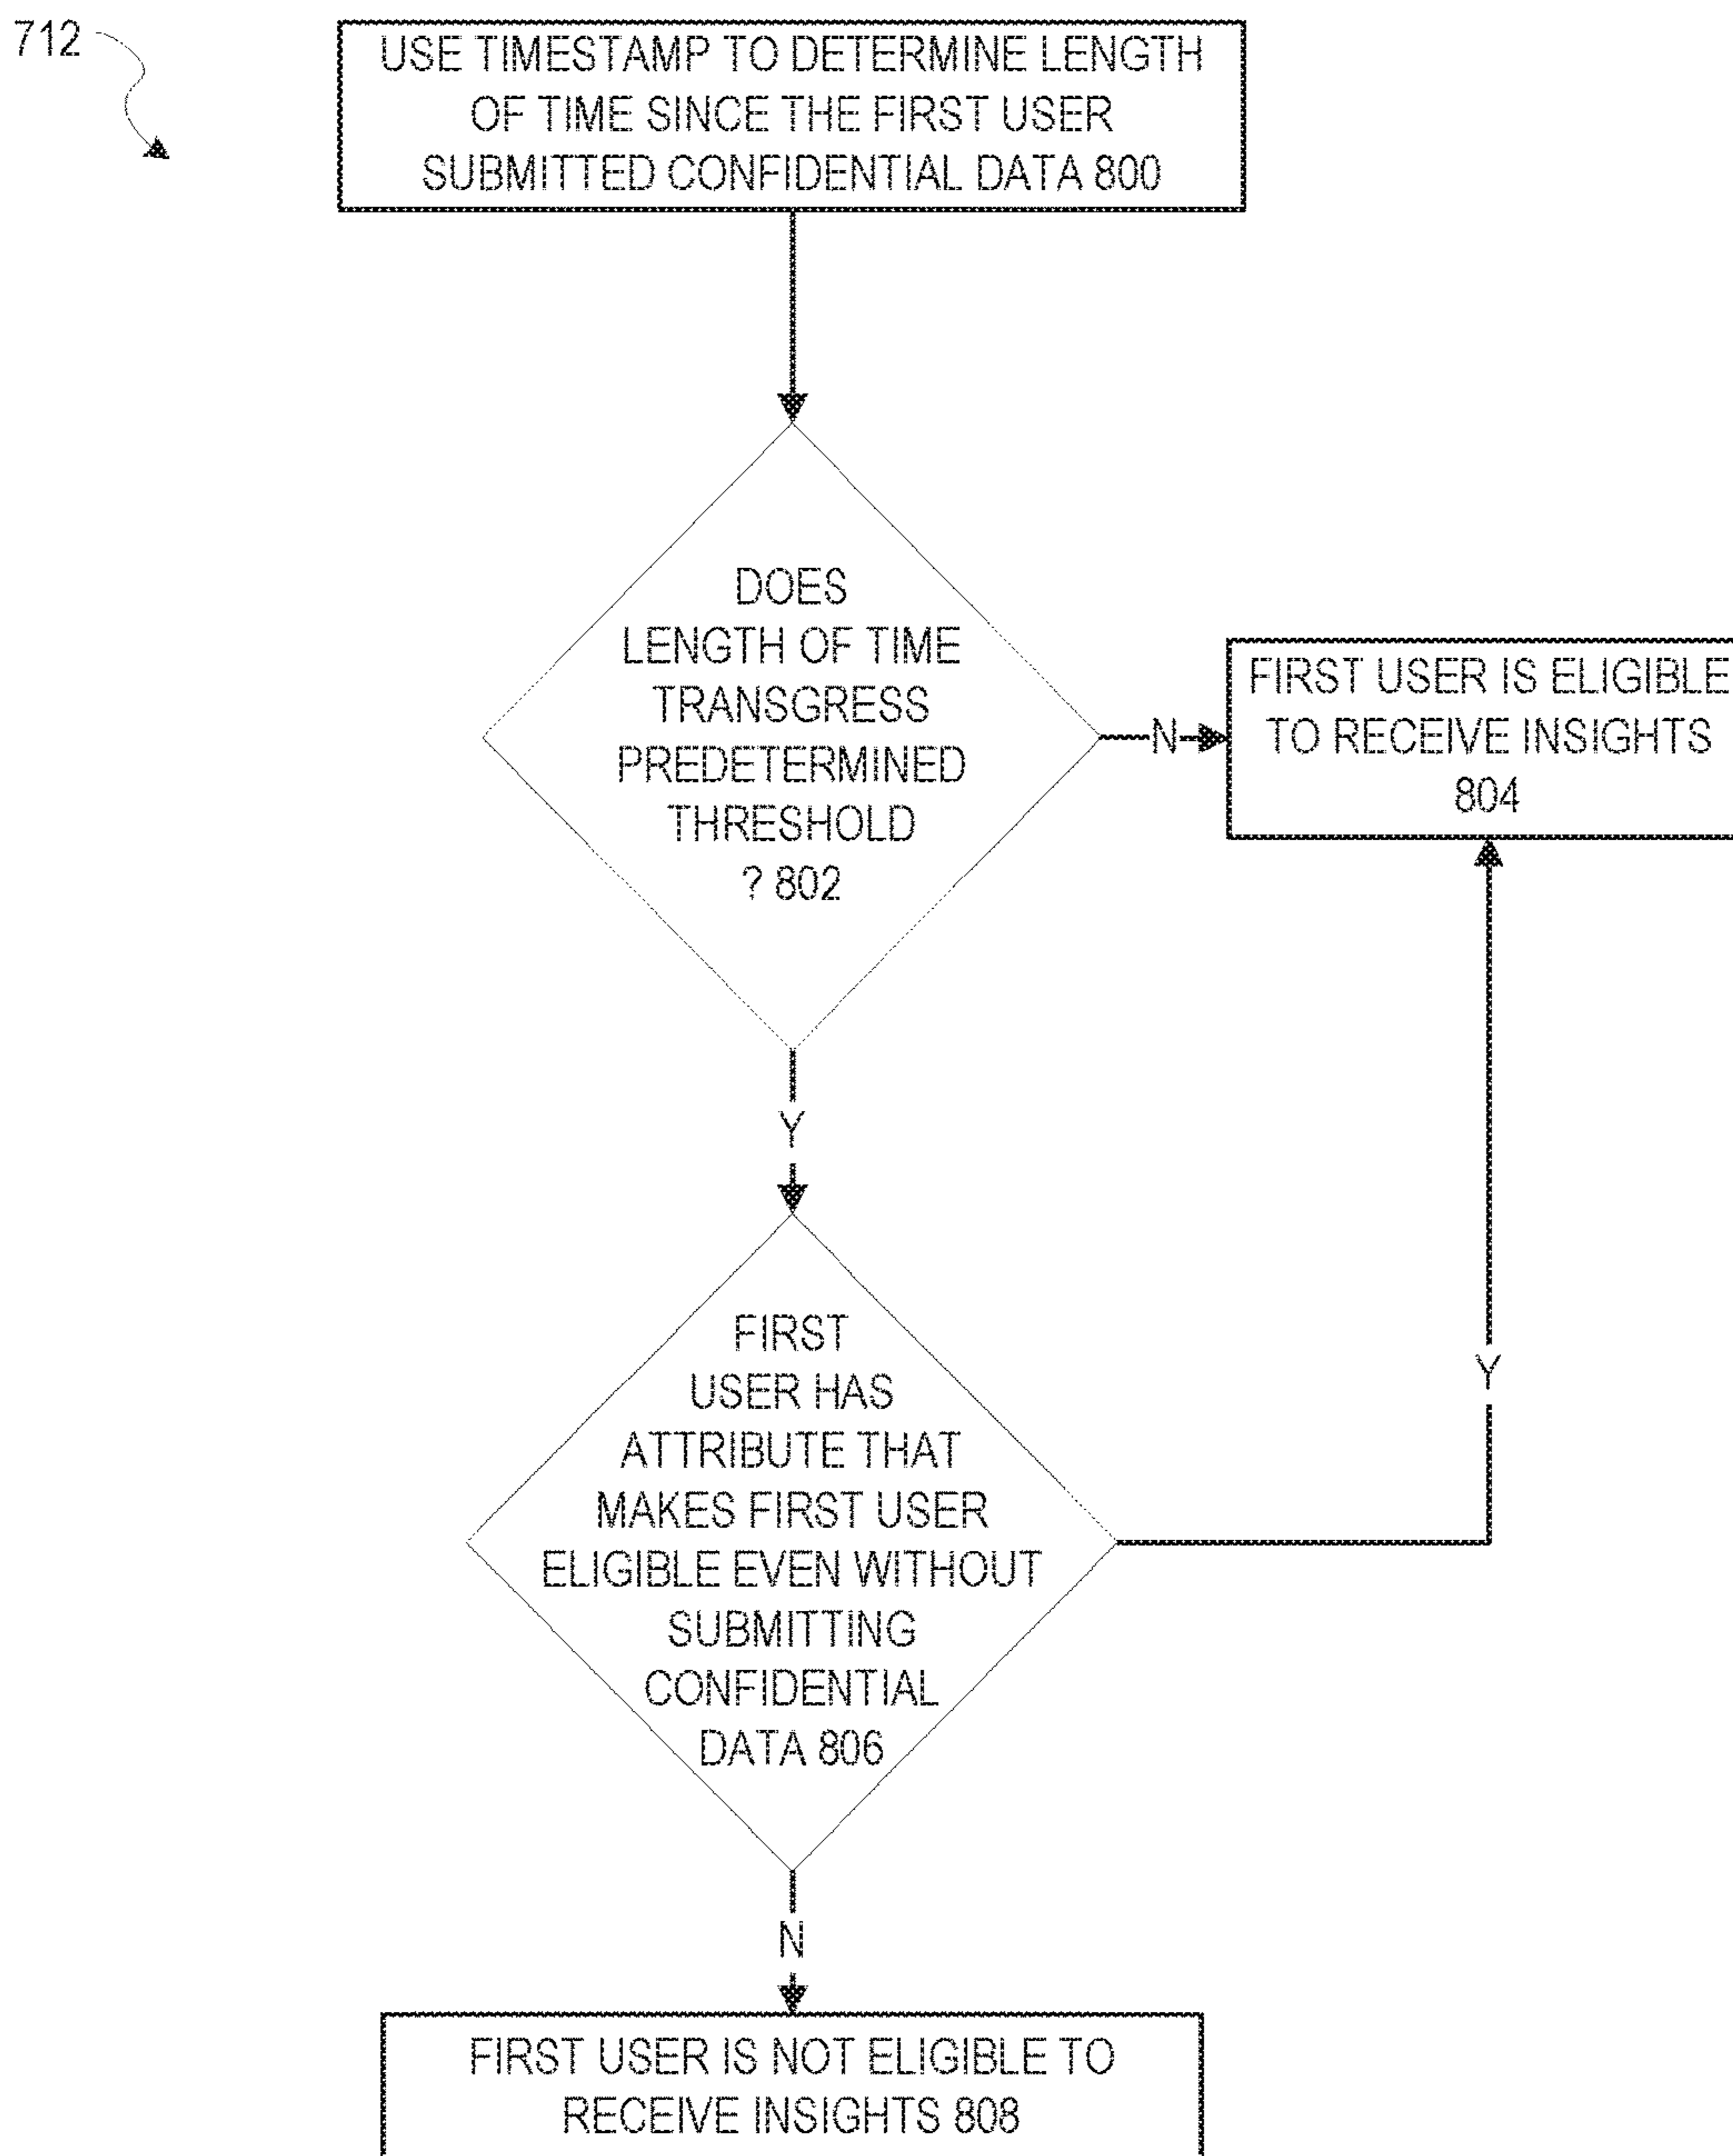 712
USE TIMESTAMP TO DETERMINE LENGTH
OF TIME SINCE THE FIRST USER
SUBMITTED CONFIDENTIAL DATA 800
DOES
LENGTH OF TIME
TRANSGRESS
PREDETERMINED
THRESHOLD
? 802
N
FIRST USER IS ELIGIBLE
TO RECEIVE INSIGHTS
804
Y
FIRST
USER HAS
ATTRIBUTE THAT
MAKES FIRST USER
ELIGIBLE EVEN WITHOUT
SUBMITTING
CONFIDENTIAL
DATA 806
Y
N
FIRST USER IS NOT ELIGIBLE TO
RECEIVE INSIGHTS 808